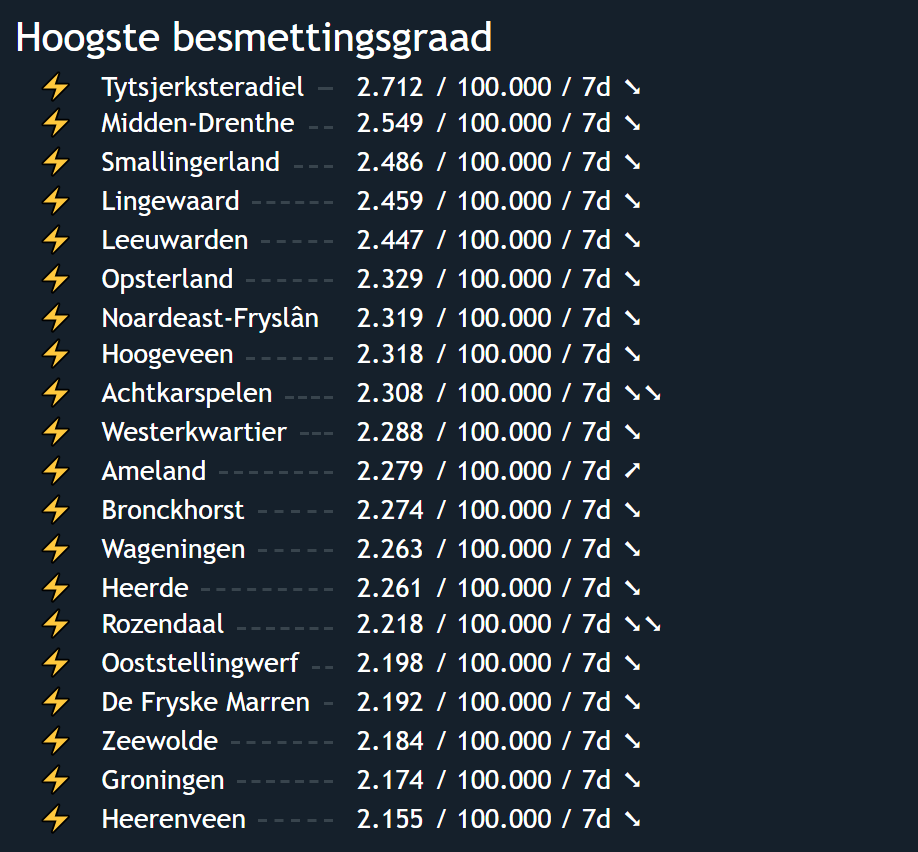 Hoogste besmettingsgraad
⚡ Tytsjerksteradiel – 2.712 / 100.000 / 7d ➘
⚡ Midden-Drenthe -- 2.549 / 100.000 / 7d ➘
⚡ Smallingerland --- 2.486 / 100.000 / 7d ➘
⚡ Lingewaard ------ 2.459 / 100.000 / 7d ➘
⚡ Leeuwarden ----- 2.447 / 100.000 / 7d ➘
⚡ Opsterland ------ 2.329 / 100.000 / 7d ➘
⚡ Noardeast-Fryslân 2.319 / 100.000 / 7d ➘
⚡ Hoogeveen ------ 2.318 / 100.000 / 7d ➘
⚡ Achtkarspelen ---- 2.308 / 100.000 / 7d ➘➘
⚡ Westerkwartier --- 2.288 / 100.000 / 7d ➘
⚡ Ameland -------- 2.279 / 100.000 / 7d ➚
⚡ Bronckhorst ----- 2.274 / 100.000 / 7d ➘
⚡ Wageningen ----- 2.263 / 100.000 / 7d ➘
⚡ Heerde --------- 2.261 / 100.000 / 7d ➘
⚡ Rozendaal ------- 2.218 / 100.000 / 7d ➘➘
⚡ Ooststellingwerf -- 2.198 / 100.000 / 7d ➘
⚡ De Fryske Marren - 2.192 / 100.000 / 7d ➘
⚡ Zeewolde ------- 2.184 / 100.000 / 7d ➘
⚡ Groningen ------- 2.174 / 100.000 / 7d ➘
⚡ Heerenveen ----- 2.155 / 100.000 / 7d ➘